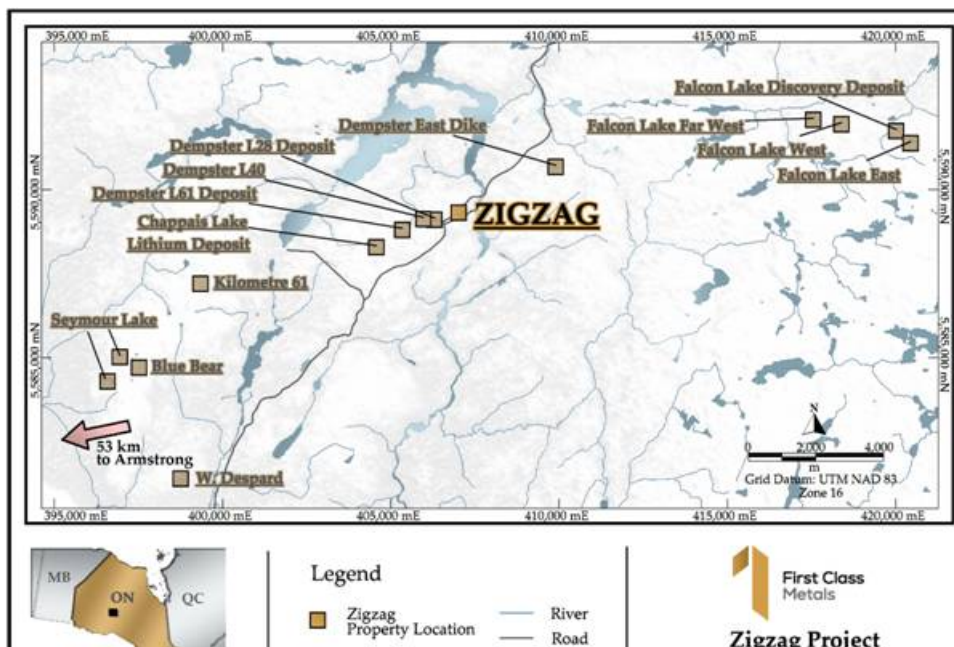 395,000 mE
400,000 mE
405,000 mE
410,000 mE
415,000 mE
420,000 mE
Falcon Lake Discovery Deposit
Dempster East Dike
Falcon Lake Far West
Dempster L28 Deposit
Falcon Lake West
Dempster L40
Falcon Lake East
5,590,000 mN
5,590,000 mN
Dempster L61 Deposit
Chappais Lake
ZIGZAG
Lithium Deposit
Kilometre 61
Seymour Lake
5,585,000 mN
5,585,000 mN
Blue Bear
53 km
to Armstrong
N
0
2,000
4,000
m
W. Despard
Grid Datum: UTM NAD 83
Zone 16
395,000 mE
400,000 mE
405,000 mE
410,000 mE
415,000 mE
420,000 mE
MB
ON
QC
Legend
Zigzag
Property Location
River
Road
First Class
Metals
Zigzag Project